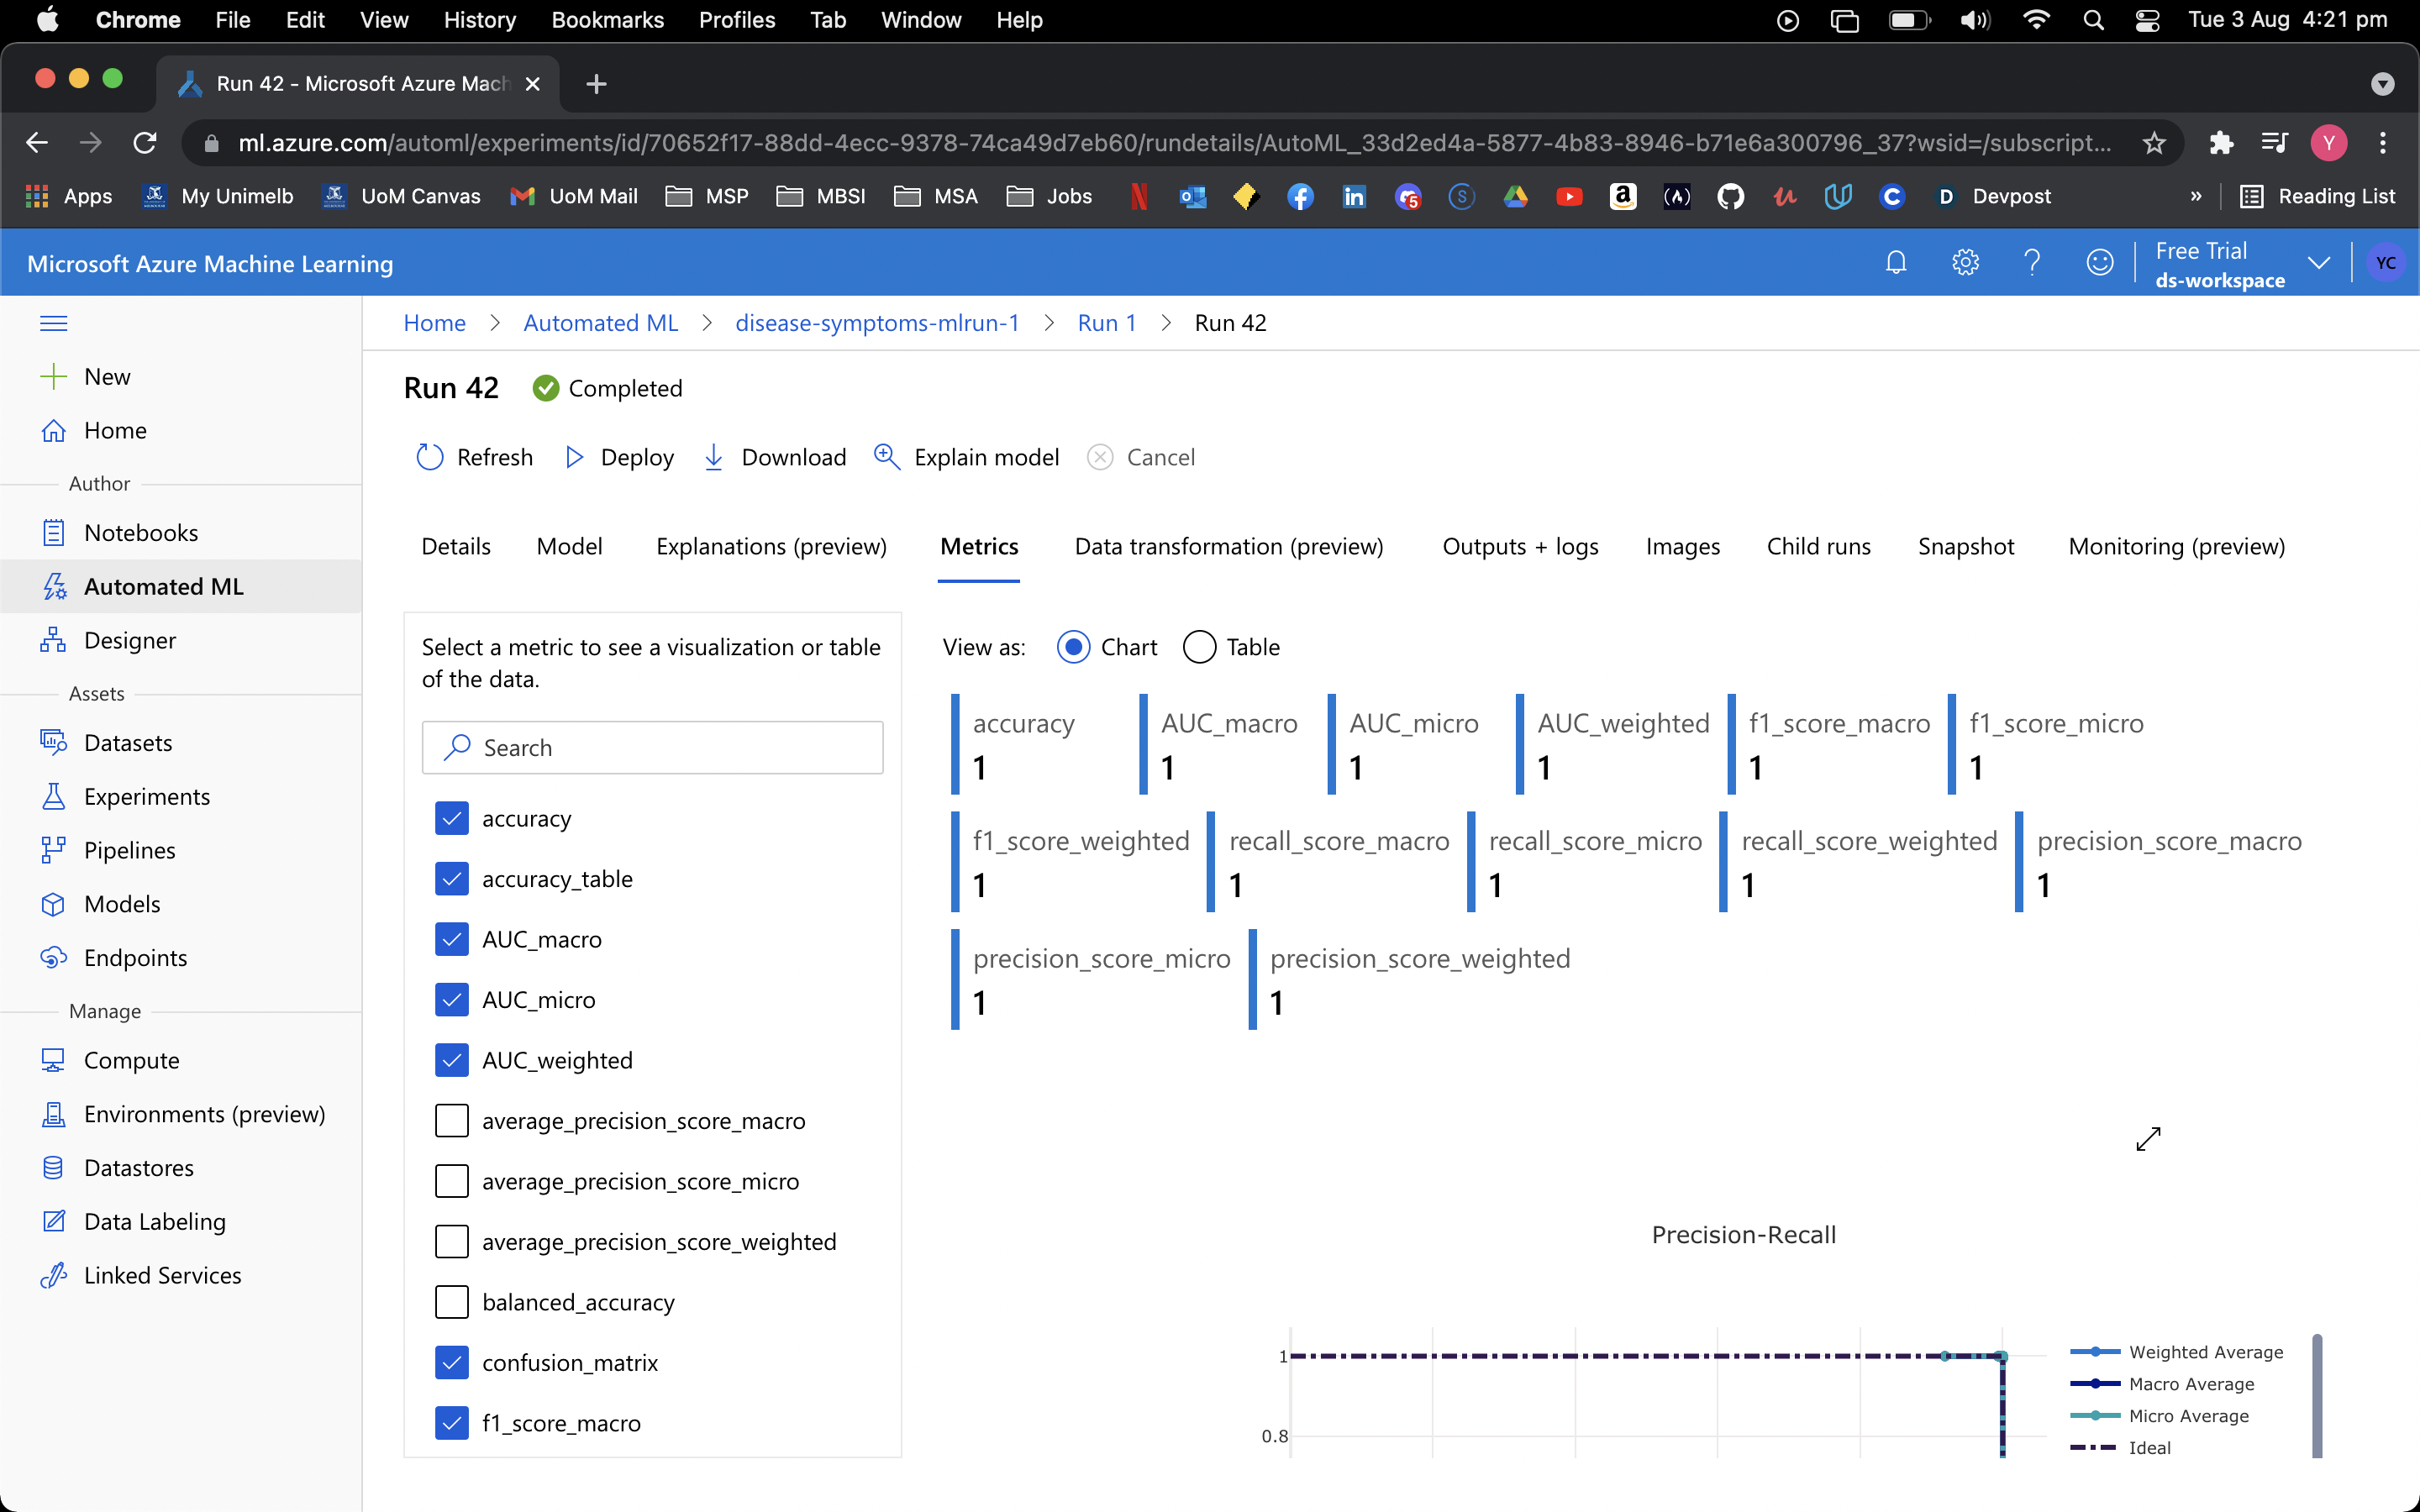 Chrome File Edit View History Bookmarks Profiles Tab Window Help Tue 3 Aug 4:21 pm
Run 42 - Microsoft Azure Mach
ml.azure.com/automl/experiments/id/70652f17-88dd-4ecc-9378-74ca49d7eb60/rundetails/AutoML_33d2ed4a-5877-4b83-8946-b71e6a300796_37?wsid=/subscript... Y
Apps My Unimelb UoM Canvas UoM Mail MSP MBSI MSA Jobs Devpost » Reading List
Microsoft Azure Machine Learning
Free Trial
ds-workspace
YC
Home > Automated ML > disease-symptoms-mlrun-1 > Run 1 > Run 42
New
Home
Author
Notebooks
Automated ML
Designer
Assets
Datasets
Experiments
Pipelines
Models
Endpoints
Manage
Compute
Environments (preview)
Datastores
Data Labeling
Linked Services
Run 42 Completed
Refresh Deploy Download Explain model Cancel
Details Model Explanations (preview) Metrics Data transformation (preview) Outputs + logs Images Child runs Snapshot Monitoring (preview)
Select a metric to see a visualization or table
of the data.
Search
accuracy
accuracy_table
AUC_macro
AUC_micro
AUC_weighted
average_precision_score_macro
average_precision_score_micro
average_precision_score_weighted
balanced_accuracy
confusion_matrix
f1_score_macro
View as: Chart Table
accuracy AUC_macro AUC_micro AUC_weighted f1_score_macro f1_score_micro
1 1 1 1 1 1
f1_score_weighted recall_score_macro recall_score_micro recall_score_weighted precision_score_macro
1 1 1 1 1
precision_score_micro precision_score_weighted
1 1
Precision-Recall
1
0.8
Weighted Average
Macro Average
Micro Average
Ideal